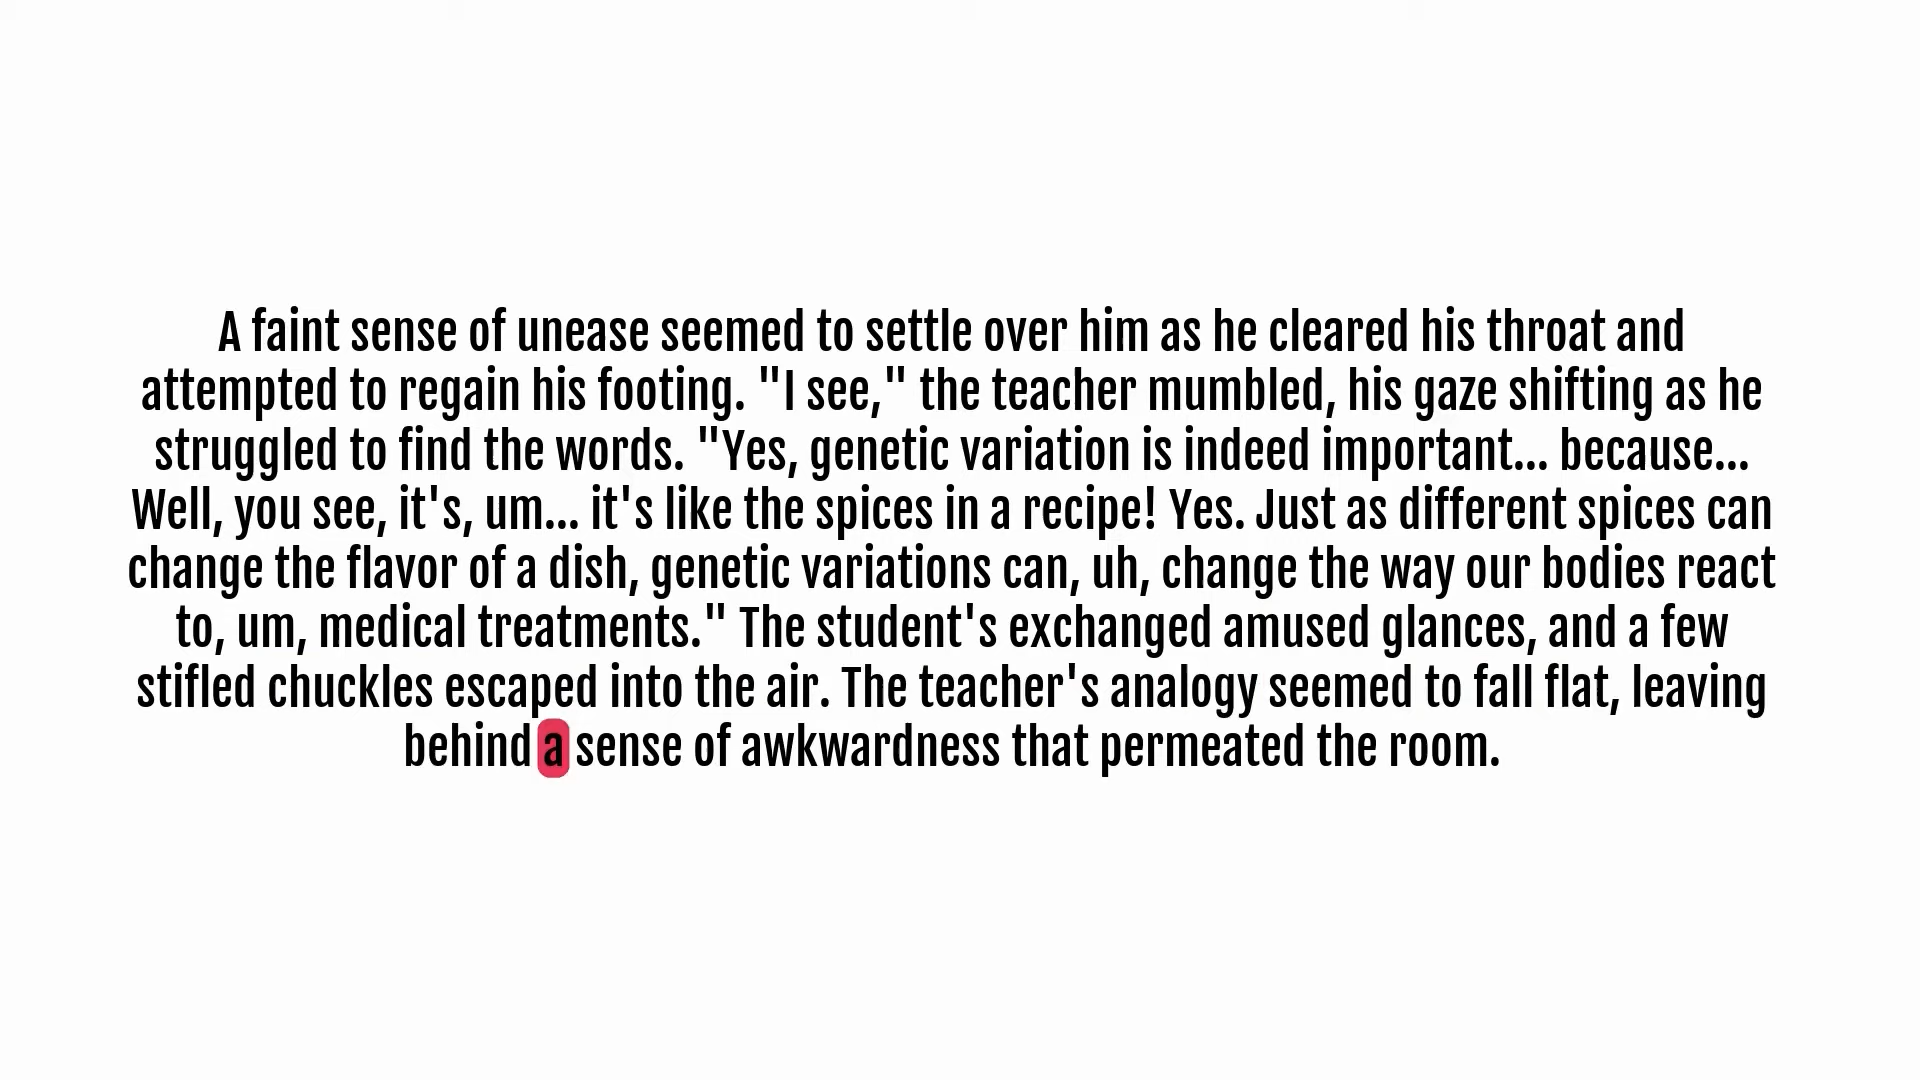 A faint sense of unease seemed to settle over him as he cleared his throat and
attempted to regain his footing. "I see," the teacher mumbled, his gaze shifting as he
struggled to find the words. "Yes, genetic variation is indeed important... because...
Well, you see, it's, um... it's like the spices in a recipe! Yes. Just as different spices can
change the flavor of a dish, genetic variations can, uh, change the way our bodies react
to, um, medical treatments." The student's exchanged amused glances, and a few
stifled chuckles escaped into the air. The teacher's analogy seemed to fall flat, leaving
behind a sense of awkwardness that permeated the room.